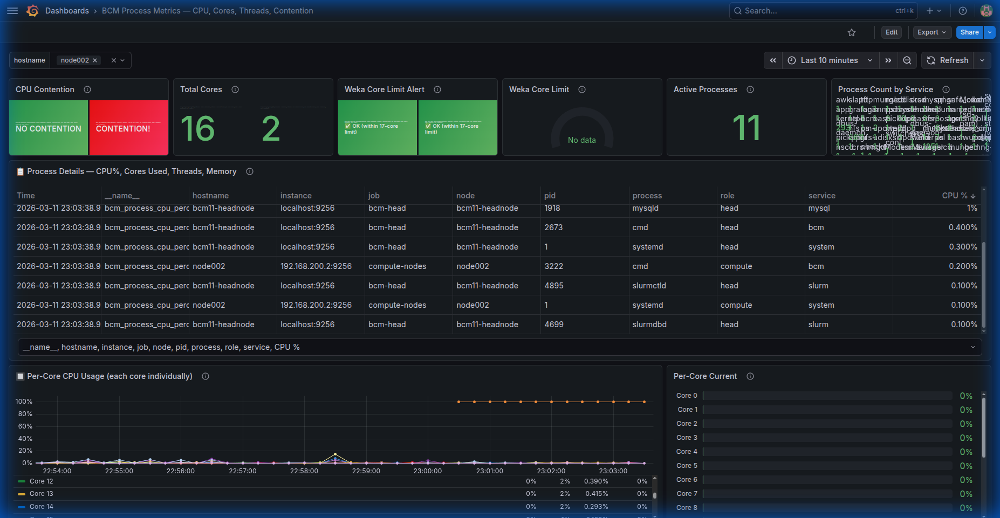 Dashboards › BCM Process Metrics — CPU, Cores, Threads, Contention
Search... ctrl+k
Edit Export Share
hostname node002
Last 10 minutes Refresh
CPU Contention
NO CONTENTION CONTENTION!
Total Cores
16 2
Weka Core Limit Alert
✅ OK (within 17-core limit)
✅ OK (within 17-core limit)
Weka Core Limit
No data
Active Processes
11
Process Count by Service
📋 Process Details — CPU%, Cores Used, Threads, Memory
Time __name__ hostname instance job node pid process role service CPU % ↓
2026-03-11 23:03:38.9 bcm_process_cpu_perc bcm11-headnode localhost:9256 bcm-head bcm11-headnode 1918 mysqld head mysql 1%
2026-03-11 23:03:38.9 bcm_process_cpu_perc bcm11-headnode localhost:9256 bcm-head bcm11-headnode 2673 cmd head bcm 0.400%
2026-03-11 23:03:38.9 bcm_process_cpu_perc bcm11-headnode localhost:9256 bcm-head bcm11-headnode 1 systemd head system 0.300%
2026-03-11 23:03:38.9 bcm_process_cpu_perc node002 192.168.200.2:9256 compute-nodes node002 3222 cmd compute bcm 0.200%
2026-03-11 23:03:38.9 bcm_process_cpu_perc bcm11-headnode localhost:9256 bcm-head bcm11-headnode 4895 slurmctld head slurm 0.100%
2026-03-11 23:03:38.9 bcm_process_cpu_perc node002 192.168.200.2:9256 compute-nodes node002 1 systemd compute system 0.100%
2026-03-11 23:03:38.9 bcm_process_cpu_perc bcm11-headnode localhost:9256 bcm-head bcm11-headnode 4699 slurmdbd head slurm 0.100%
__name__, hostname, instance, job, node, pid, process, role, service, CPU %
Per-Core CPU Usage (each core individually)
100%
80%
60%
40%
20%
0%
22:54:00 22:55:00 22:56:00 22:57:00 22:58:00 22:59:00 23:00:00 23:01:00 23:02:00 23:03:00
Core 12 0% 2% 0.390% 0%
Core 13 0% 2% 0.415% 0%
Core 14 0% 2% 0.293% 0%
Per-Core Current
Core 0 0%
Core 1 0%
Core 2 0%
Core 3 0%
Core 4 0%
Core 5 0%
Core 6 0%
Core 7 0%
Core 8 0%